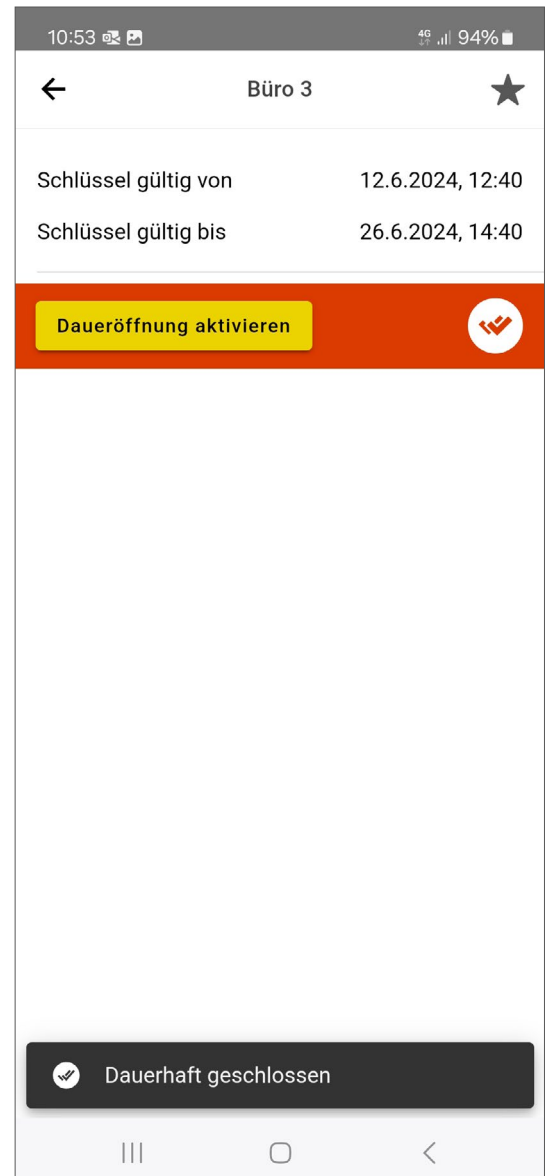 10:53 4G 94%
Büro 3
Schlüssel gültig von 12.6.2024, 12:40
Schlüssel gültig bis 26.6.2024, 14:40
Daueröffnung aktivieren
Dauerhaft geschlossen